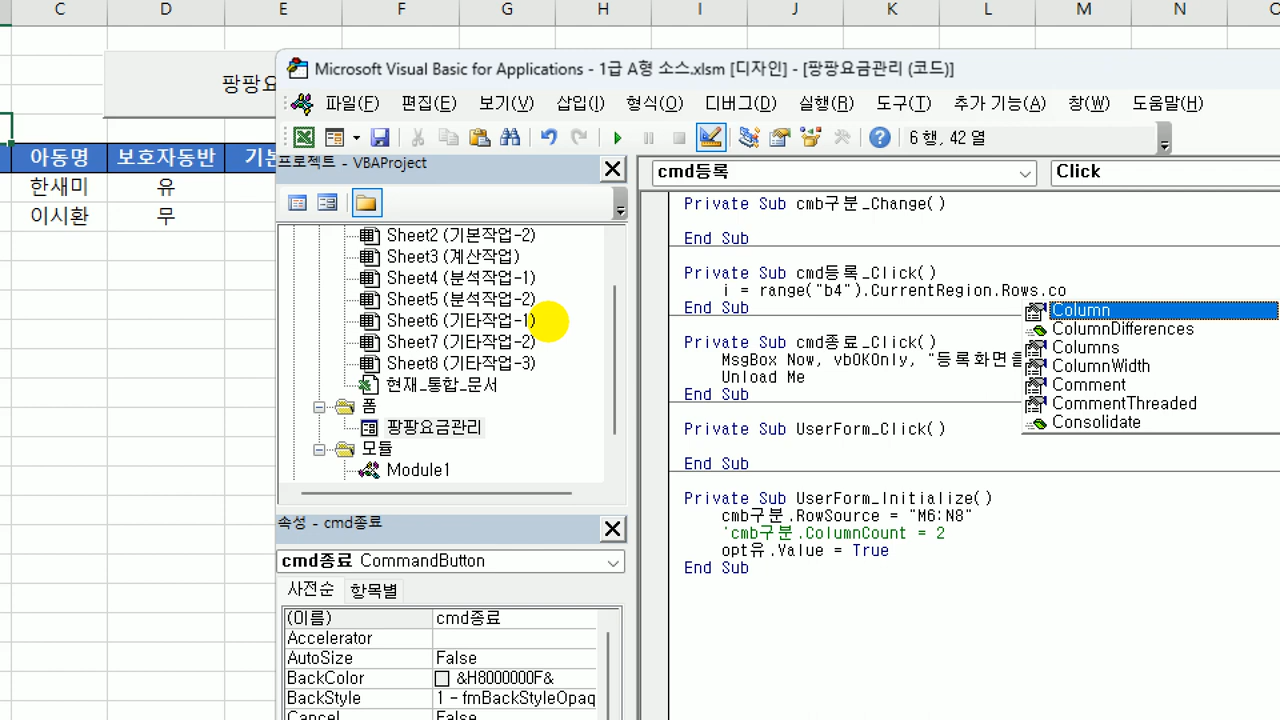 C D E F G H I J K L M N
팡팡요
아동명 보호자동반 기본
한새미 유
이시환 무
Microsoft Visual Basic for Applications - 1급 A형 소스.xlsm [디자인] - [팡팡요금관리 (코드)]
파일(F) 편집(E) 보기(V) 삽입(I) 형식(O) 디버그(D) 실행(R) 도구(T) 추가 기능(A) 창(W) 도움말(H)
6 행, 42 열
프로젝트 - VBAProject
Sheet2 (기본작업-2)
Sheet3 (계산작업)
Sheet4 (분석작업-1)
Sheet5 (분석작업-2)
Sheet6 (기타작업-1)
Sheet7 (기타작업-2)
Sheet8 (기타작업-3)
현재_통합_문서
폼
팡팡요금관리
모듈
Module1
속성 - cmd종료
cmd종료 CommandButton
사전순 항목별
(이름) cmd종료
Accelerator
AutoSize False
BackColor &H8000000F&
BackStyle 1 - fmBackStyleOpaq
Cancel False
cmd등록 Click
Private Sub cmb구분_Change()
End Sub
Private Sub cmd등록_Click()
i = range("b4").CurrentRegion.Rows.co
End Sub
Private Sub cmd종료_Click()
MsgBox Now, vbOKOnly, "등록화면을
Unload Me
End Sub
Private Sub UserForm_Click()
End Sub
Private Sub UserForm_Initialize()
cmb구분.RowSource = "M6:N8"
'cmb구분.ColumnCount = 2
opt유.Value = True
End Sub
Column
ColumnDifferences
Columns
ColumnWidth
Comment
CommentThreaded
Consolidate